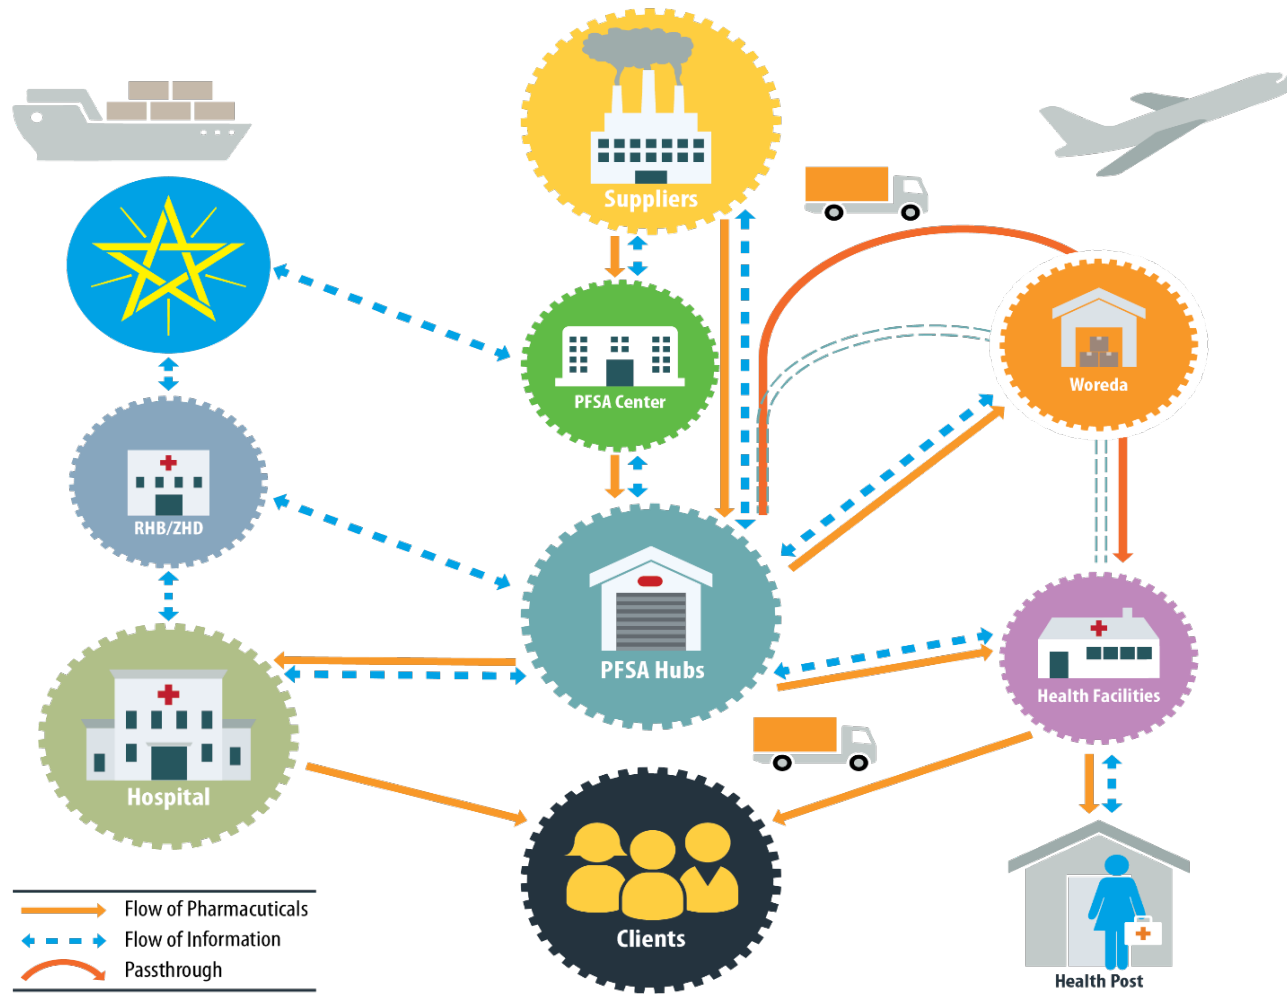 Suppliers
PFSA Center
Woreda
RHB/ZHD
PFSA Hubs
Health Facilities
Hospital
Clients
Health Post
Flow of Pharmacuticals
Flow of Information
Passthrough